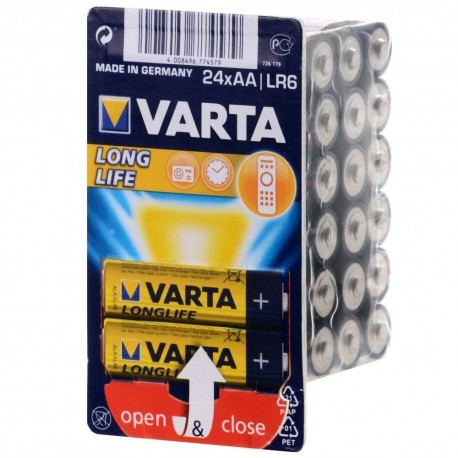 4 008496 774579
726 179
MADE IN GERMANY
24xAA | LR6
VARTA
LONG
LIFE
VARTA
LONGLIFE
VARTA
LONGLIFE
open & close
PAP
PET